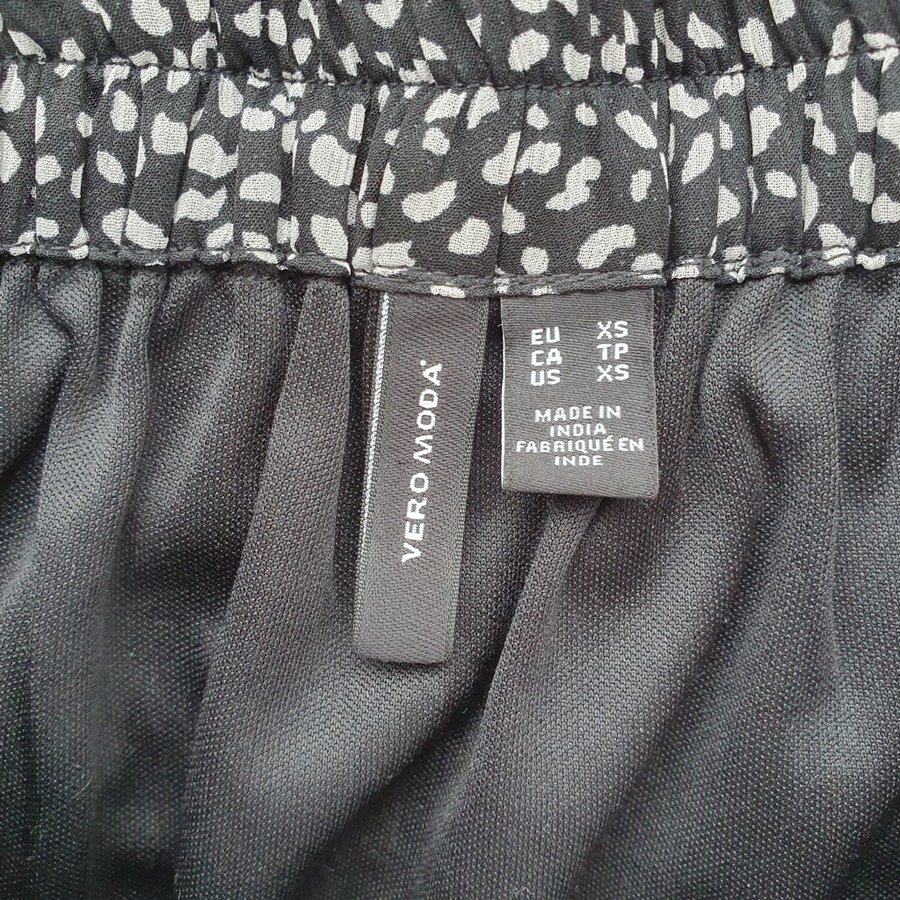 VERO MODA
EU XS
CA TP
US XS
MADE IN
INDIA
FABRIQUÉ EN
INDE